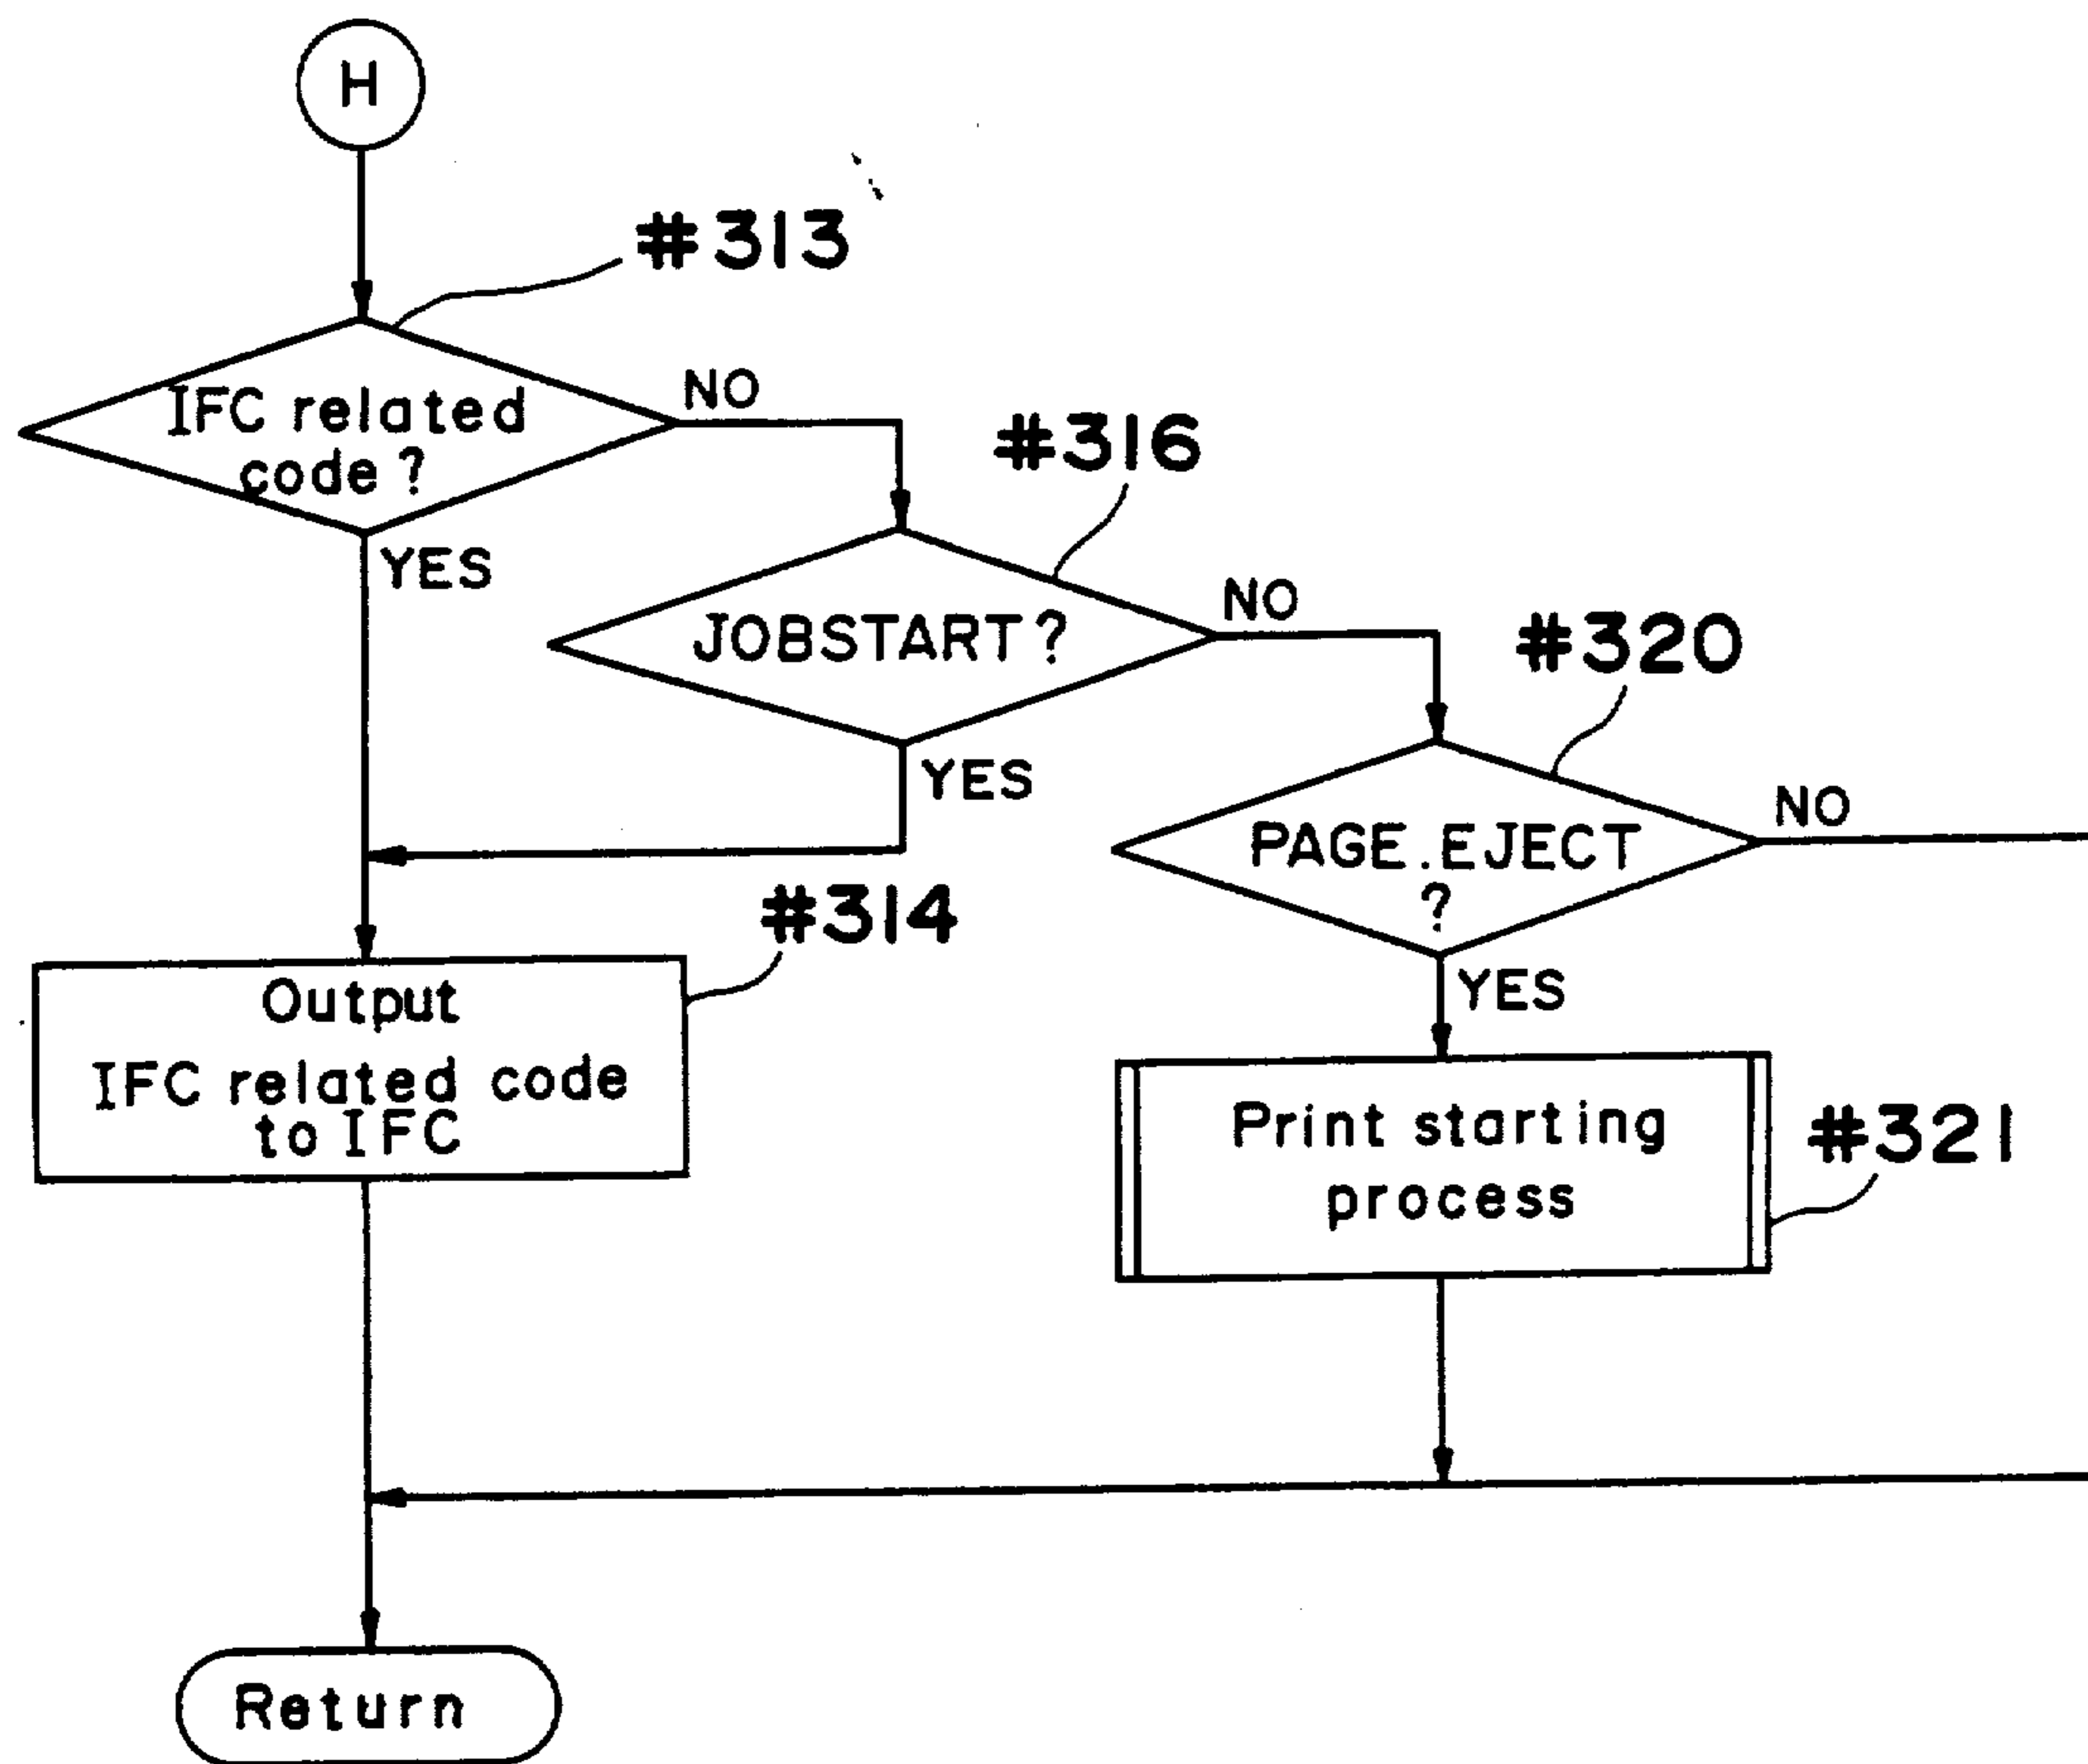 H
#313
IFC related
code ?
NO
YES
#316
JOBSTART ?
NO
YES
#320
PAGE.EJECT
?
NO
YES
#314
Output
IFC related code
to IFC
Print starting
process
#321
Return